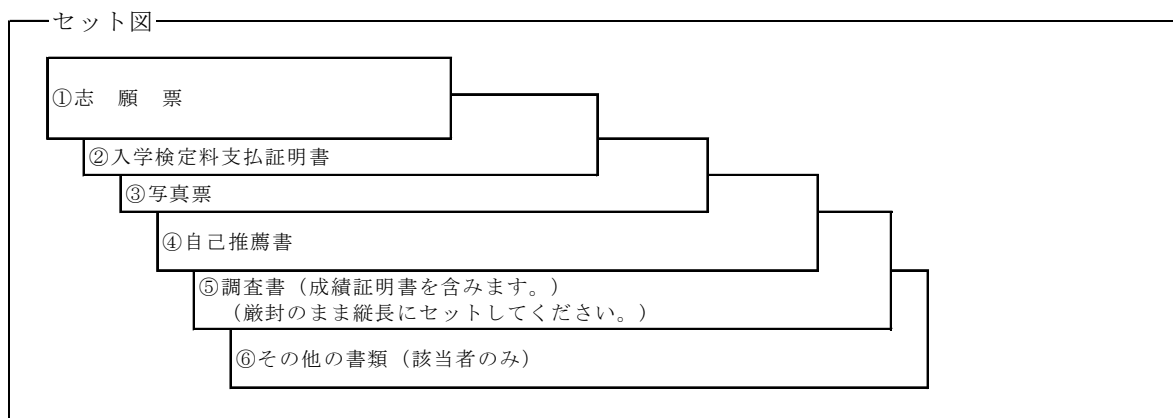 セット図
①志　願　票
②入学検定料支払証明書
③写真票
④自己推薦書
⑤調査書（成績証明書を含みます。）
（厳封のまま縦長にセットしてください。）
⑥その他の書類（該当者のみ）